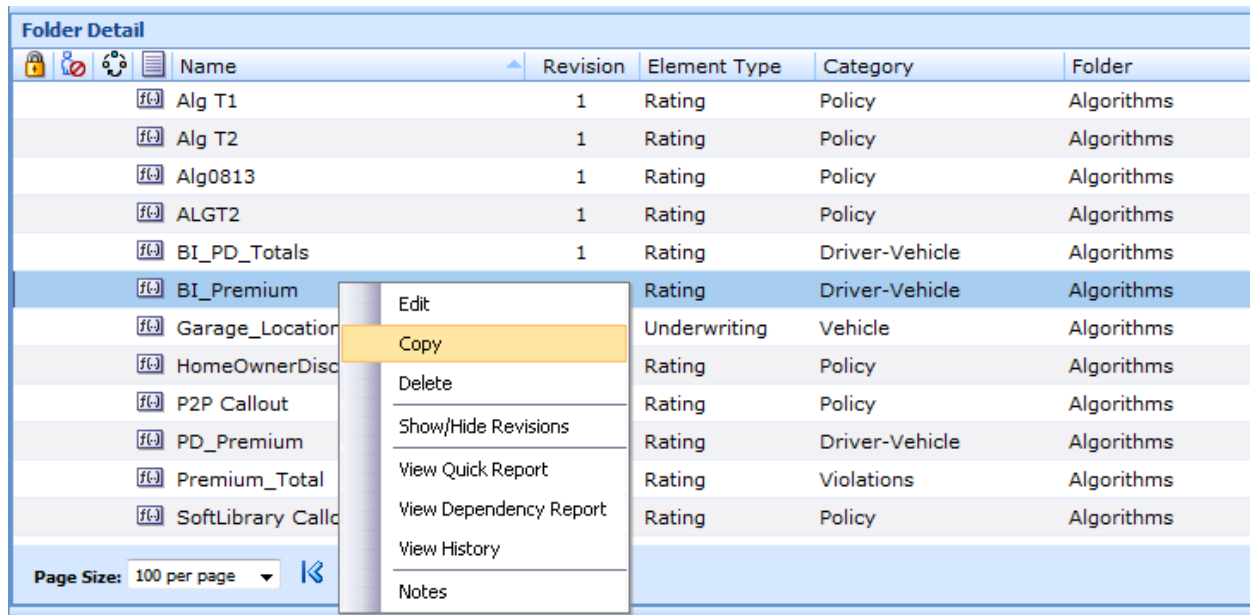 Folder Detail
Name Revision Element Type Category Folder
f(.) Alg T1 1 Rating Policy Algorithms
f(.) Alg T2 1 Rating Policy Algorithms
f(.) Alg0813 1 Rating Policy Algorithms
f(.) ALGT2 1 Rating Policy Algorithms
f(.) BI_PD_Totals 1 Rating Driver-Vehicle Algorithms
f(.) BI_Premium Rating Driver-Vehicle Algorithms
f(.) Garage_Location Underwriting Vehicle Algorithms
f(.) HomeOwnerDisc Rating Policy Algorithms
f(.) P2P Callout Rating Policy Algorithms
f(.) PD_Premium Rating Driver-Vehicle Algorithms
f(.) Premium_Total Rating Violations Algorithms
f(.) SoftLibrary Callo Rating Policy Algorithms
Edit
Copy
Delete
Show/Hide Revisions
View Quick Report
View Dependency Report
View History
Notes
Page Size: 100 per page